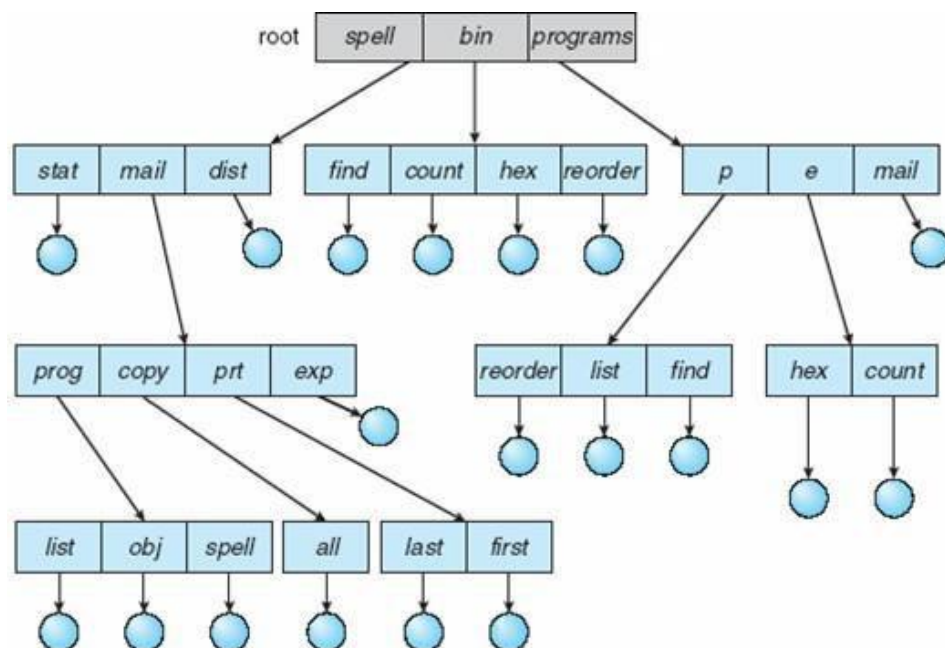 root spell bin programs
stat mail dist find count hex reorder p e mail
prog copy prt exp reorder list find hex count
list obj spell all last first